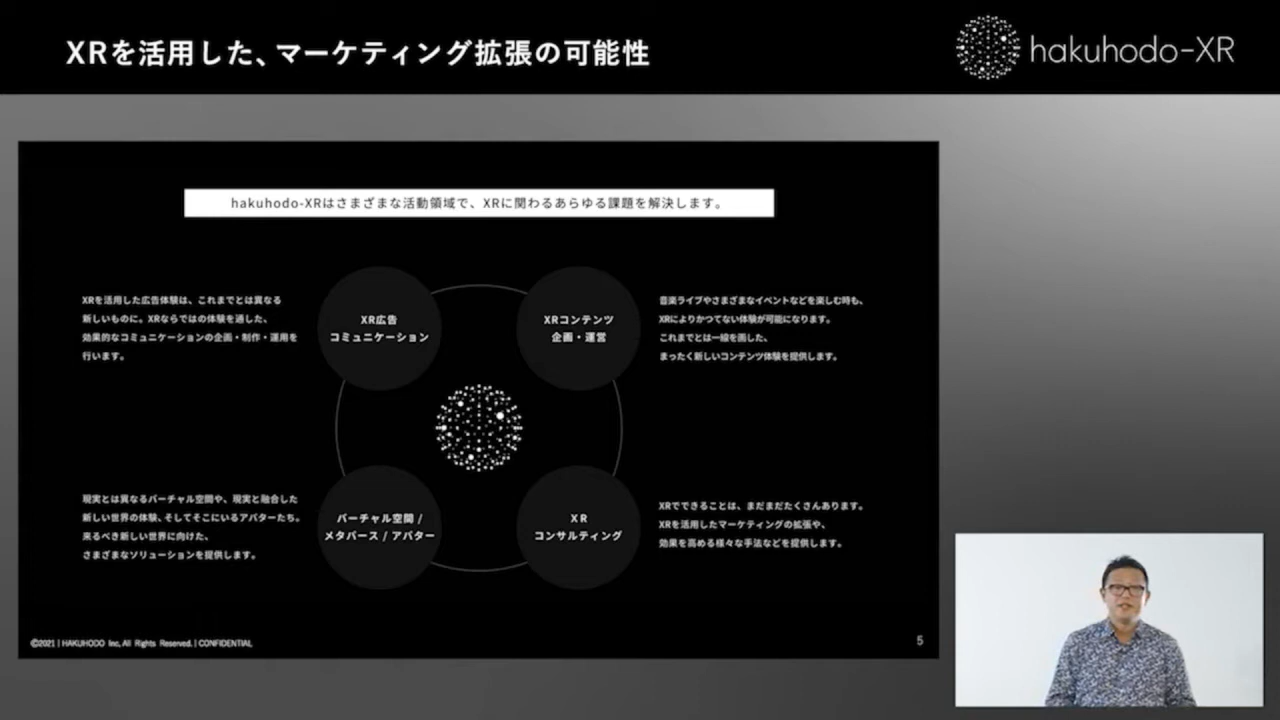 XRを活用した、マーケティング拡張の可能性
hakuhodo-XR
hakuhodo-XRはさまざまな活動領域で、XRに関わるあらゆる課題を解決します。
XRを活用した広告体験は、これまでとは異なる
新しいものに。XRならではの体験を通した、
効果的なコミュニケーションの企画・制作・運用を
行います。
XR広告
コミュニケーション
XRコンテンツ
企画・運営
音楽ライブやさまざまなイベントなどを楽しむ時も、
XRによりかつてない体験が可能になります。
これまでとは一線を画した、
まったく新しいコンテンツ体験を提供します。
現実とは異なるバーチャル空間や、現実と融合した
新しい世界の体験、そしてそこにいるアバターたち。
来るべき新しい世界に向けた、
さまざまなソリューションを提供します。
バーチャル空間 /
メタバース / アバター
XR
コンサルティング
XRでできることは、まだまだたくさんあります。
XRを活用したマーケティングの拡張や、
効果を高める様々な手法などを提供します。
©2021 | HAKUHODO Inc. All Rights Reserved. | CONFIDENTIAL
5